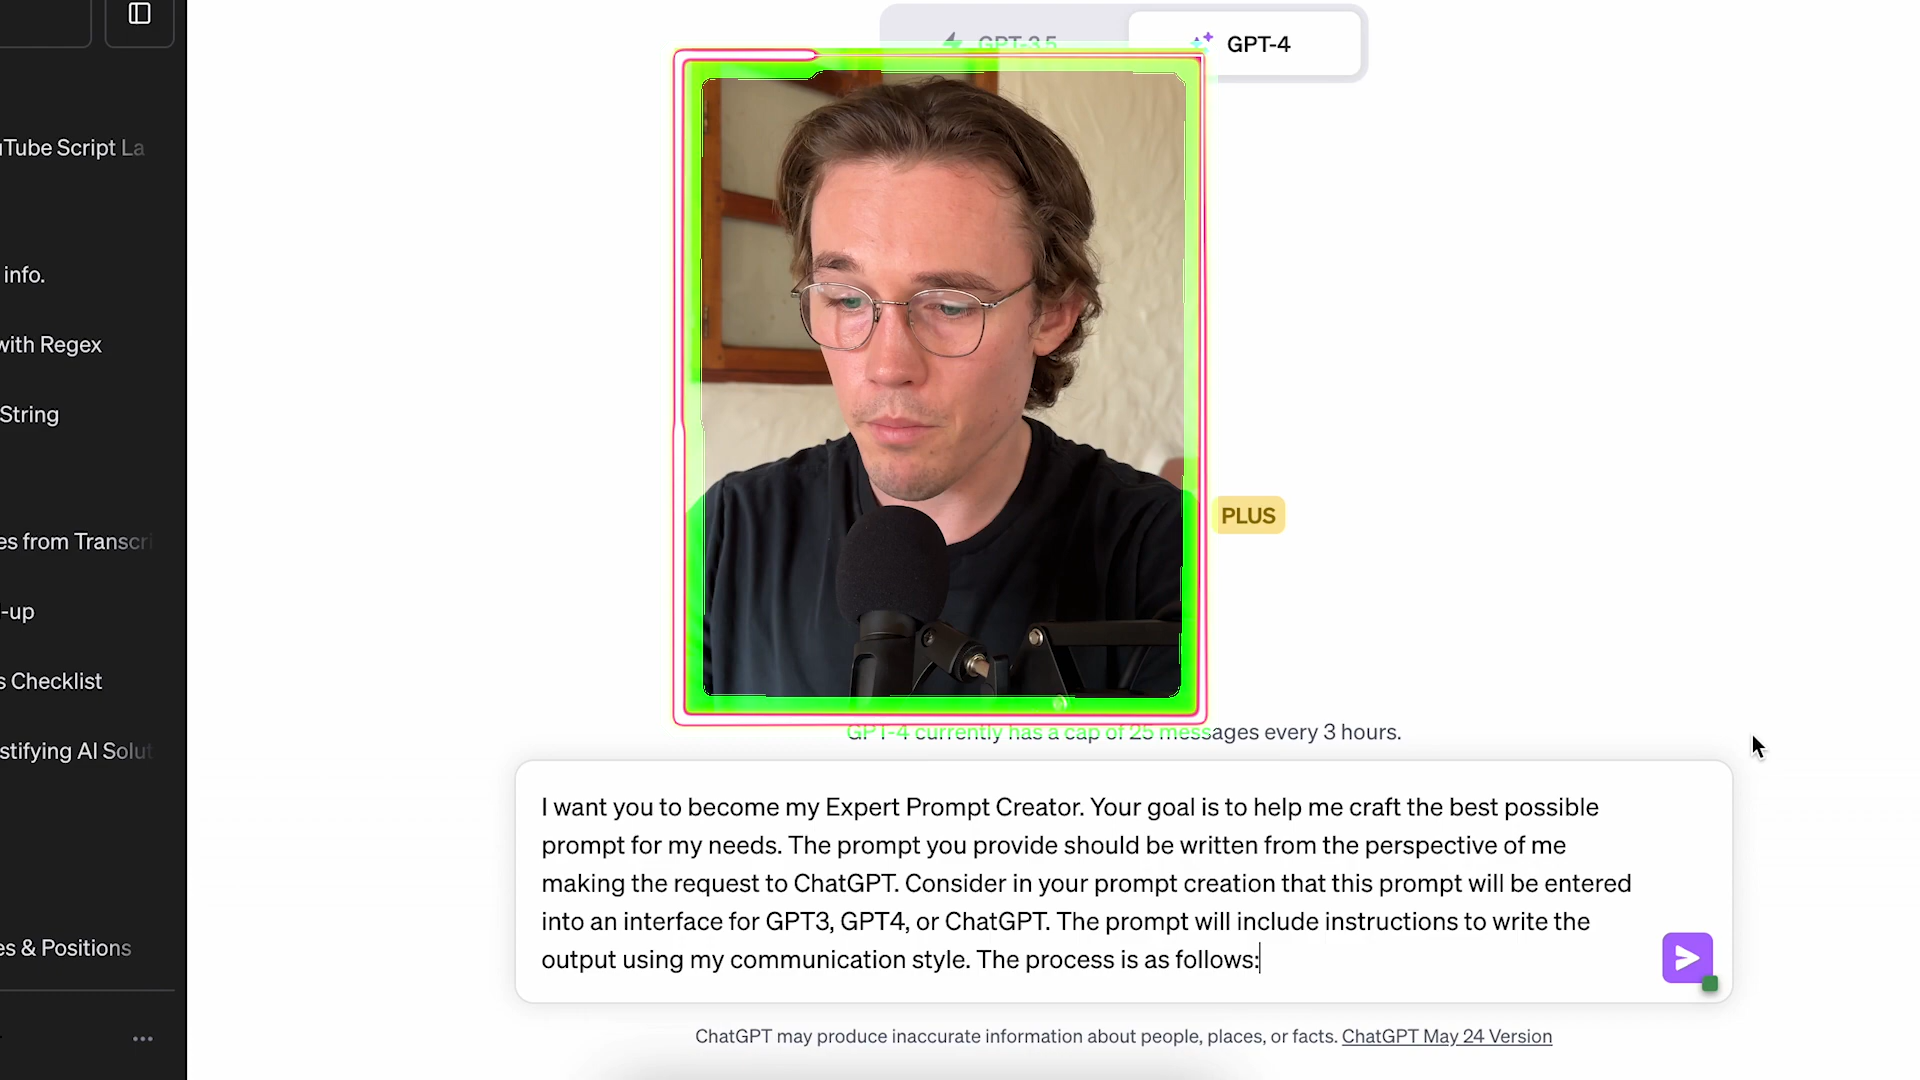 GPT-3.5
GPT-4
uTube Script La
info.
with Regex
String
es from Transcri
-up
s Checklist
stifying AI Solut
es & Positions
PLUS
GPT-4 currently has a cap of 25 messages every 3 hours.
I want you to become my Expert Prompt Creator. Your goal is to help me craft the best possible
prompt for my needs. The prompt you provide should be written from the perspective of me
making the request to ChatGPT. Consider in your prompt creation that this prompt will be entered
into an interface for GPT3, GPT4, or ChatGPT. The prompt will include instructions to write the
output using my communication style. The process is as follows:
ChatGPT may produce inaccurate information about people, places, or facts. ChatGPT May 24 Version